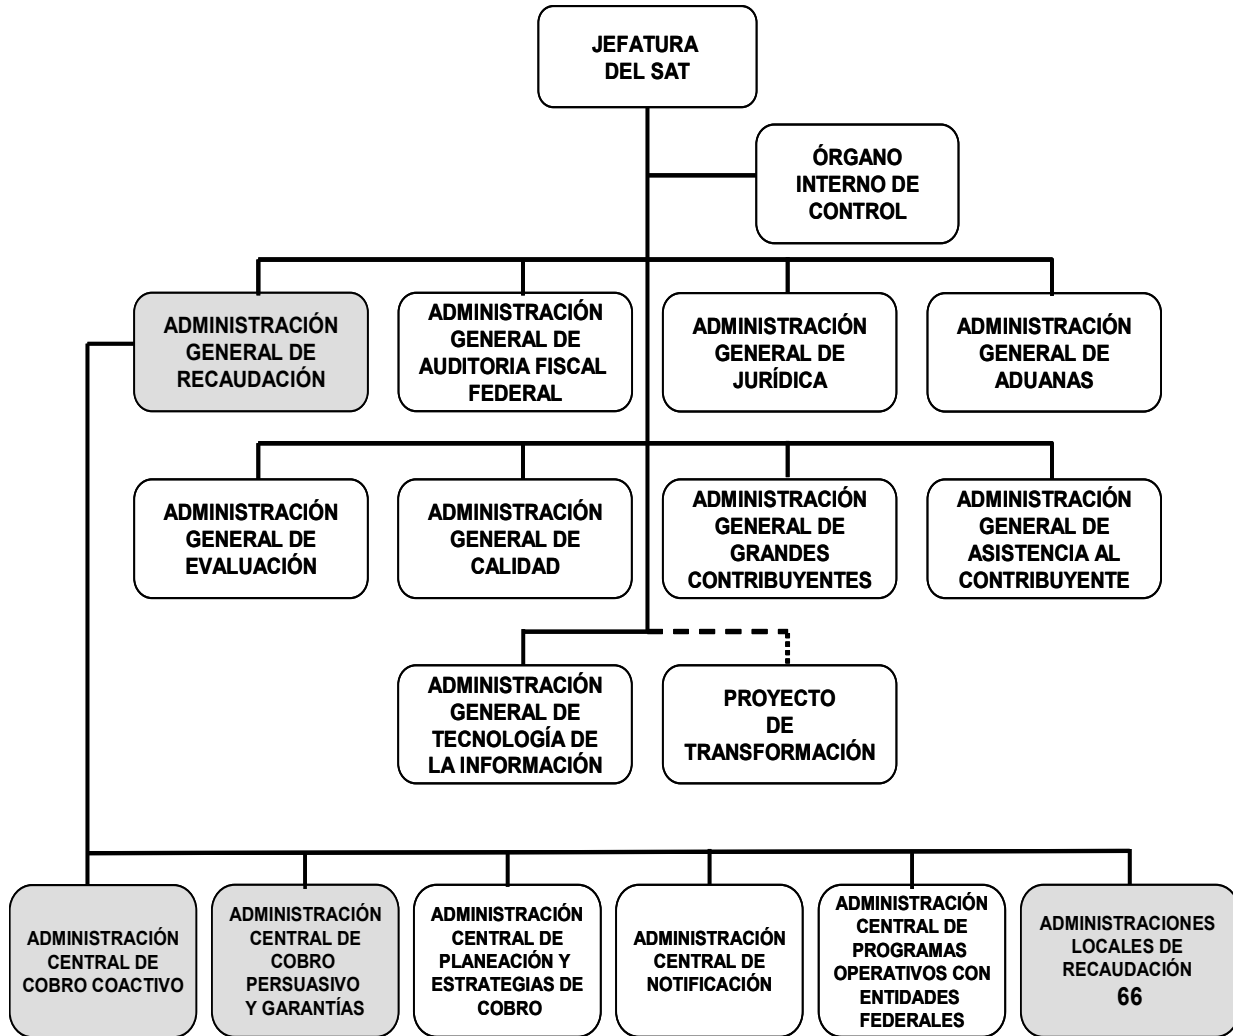 JEFATURA
DEL SAT
ÓRGANO
INTERNO DE
CONTROL
ADMINISTRACIÓN
GENERAL DE
RECAUDACIÓN
ADMINISTRACIÓN
GENERAL DE
AUDITORIA FISCAL
FEDERAL
ADMINISTRACIÓN
GENERAL DE
JURÍDICA
ADMINISTRACIÓN
GENERAL DE
ADUANAS
ADMINISTRACIÓN
GENERAL DE
EVALUACIÓN
ADMINISTRACIÓN
GENERAL DE
CALIDAD
ADMINISTRACIÓN
GENERAL DE
GRANDES
CONTRIBUYENTES
ADMINISTRACIÓN
GENERAL DE
ASISTENCIA AL
CONTRIBUYENTE
ADMINISTRACIÓN
GENERAL DE
TECNOLOGÍA DE
LA INFORMACIÓN
PROYECTO
DE
TRANSFORMACIÓN
ADMINISTRACIÓN
CENTRAL DE
COBRO COACTIVO
ADMINISTRACIÓN
CENTRAL DE
COBRO
PERSUASIVO
Y GARANTÍAS
ADMINISTRACIÓN
CENTRAL DE
PLANEACIÓN Y
ESTRATEGIAS DE
COBRO
ADMINISTRACIÓN
CENTRAL DE
NOTIFICACIÓN
ADMINISTRACIÓN
CENTRAL DE
PROGRAMAS
OPERATIVOS CON
ENTIDADES
FEDERALES
ADMINISTRACIONES
LOCALES DE
RECAUDACIÓN
66